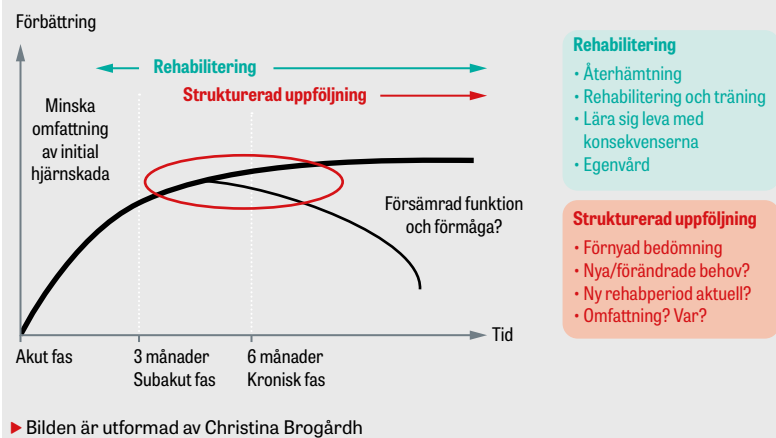 Förbättring
Rehabilitering
Strukturerad uppföljning
Minska
omfattning
av initial
hjärnskada
Försämrad funktion
och förmåga?
Tid
Akut fas
3 månader
Subakut fas
6 månader
Kronisk fas
Rehabilitering
• Återhämtning
• Rehabilitering och träning
• Lära sig leva med
konsekvenserna
• Egenvård
Strukturerad uppföljning
• Förnyad bedömning
• Nya/förändrade behov?
• Ny rehabperiod aktuell?
• Omfattning? Var?
Bilden är utformad av Christina Brogårdh